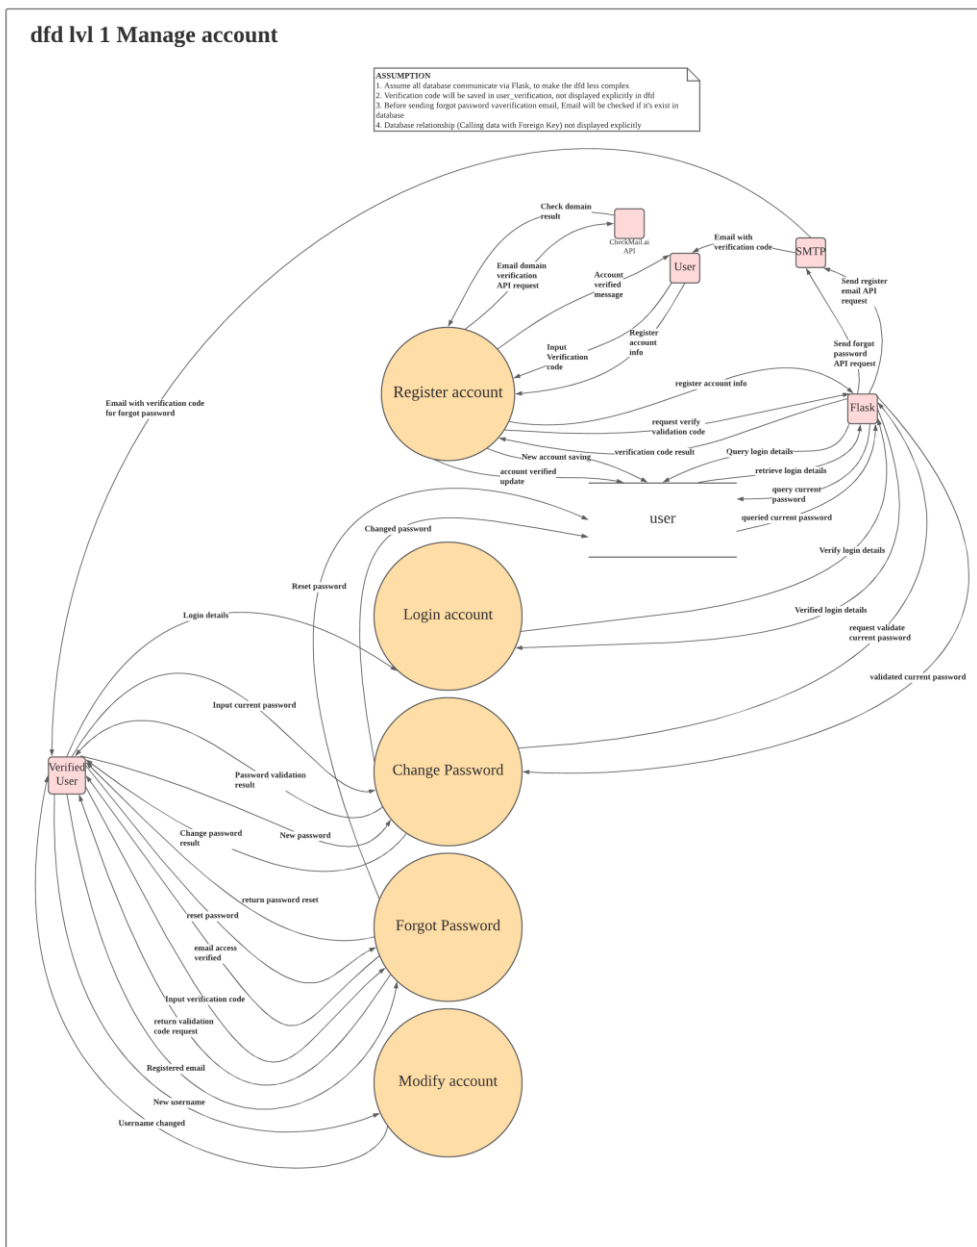 dfd lvl 1 Manage account
ASSUMPTION
1. Assume all database communicate via Flask, to make the dfd less complex
2. Verification code will be saved in user_verification, not displayed explicitly in dfd
3. Before sending forgot password vaverification email, Email will be checked if it's exist in
database
4. Database relationship (Calling data with Foreign Key) not displayed explicitly
Check domain
result
CheckMail.ai
API
Email with
verification code
SMTP
User
Email domain
verification
API request
Account
verified
message
Send register
email API
request
Input
Verification
code
Register
account
info
Send forgot
password
API request
Register account
register account info
Flask
Email with verification code
for forgot password
request verify
validation code
verification code result
Query login details
New account saving
account verified
update
retrieve login details
query current
password
user
queried current password
Changed password
Reset password
Verify login details
Login account
Login details
Verified login details
request validate
current password
validated current password
Input current password
Verified
User
Change Password
Password validation
result
Change password
result
New password
return password reset
reset password
Forgot Password
email access
verified
Input verification code
return validation
code request
Registered email
Modify account
New username
Username changed